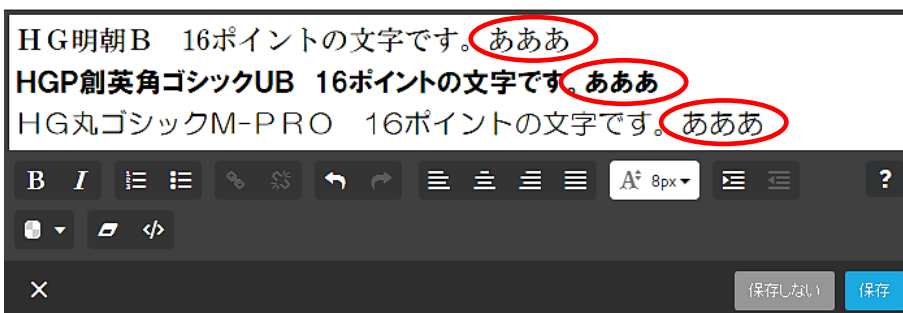 HG明朝B　16ポイントの文字です。あああ
HGP創英角ゴシックUB　16ポイントの文字です。あああ
HG丸ゴシックM-PRO　16ポイントの文字です。あああ
B I A 8px ?
保存しない 保存